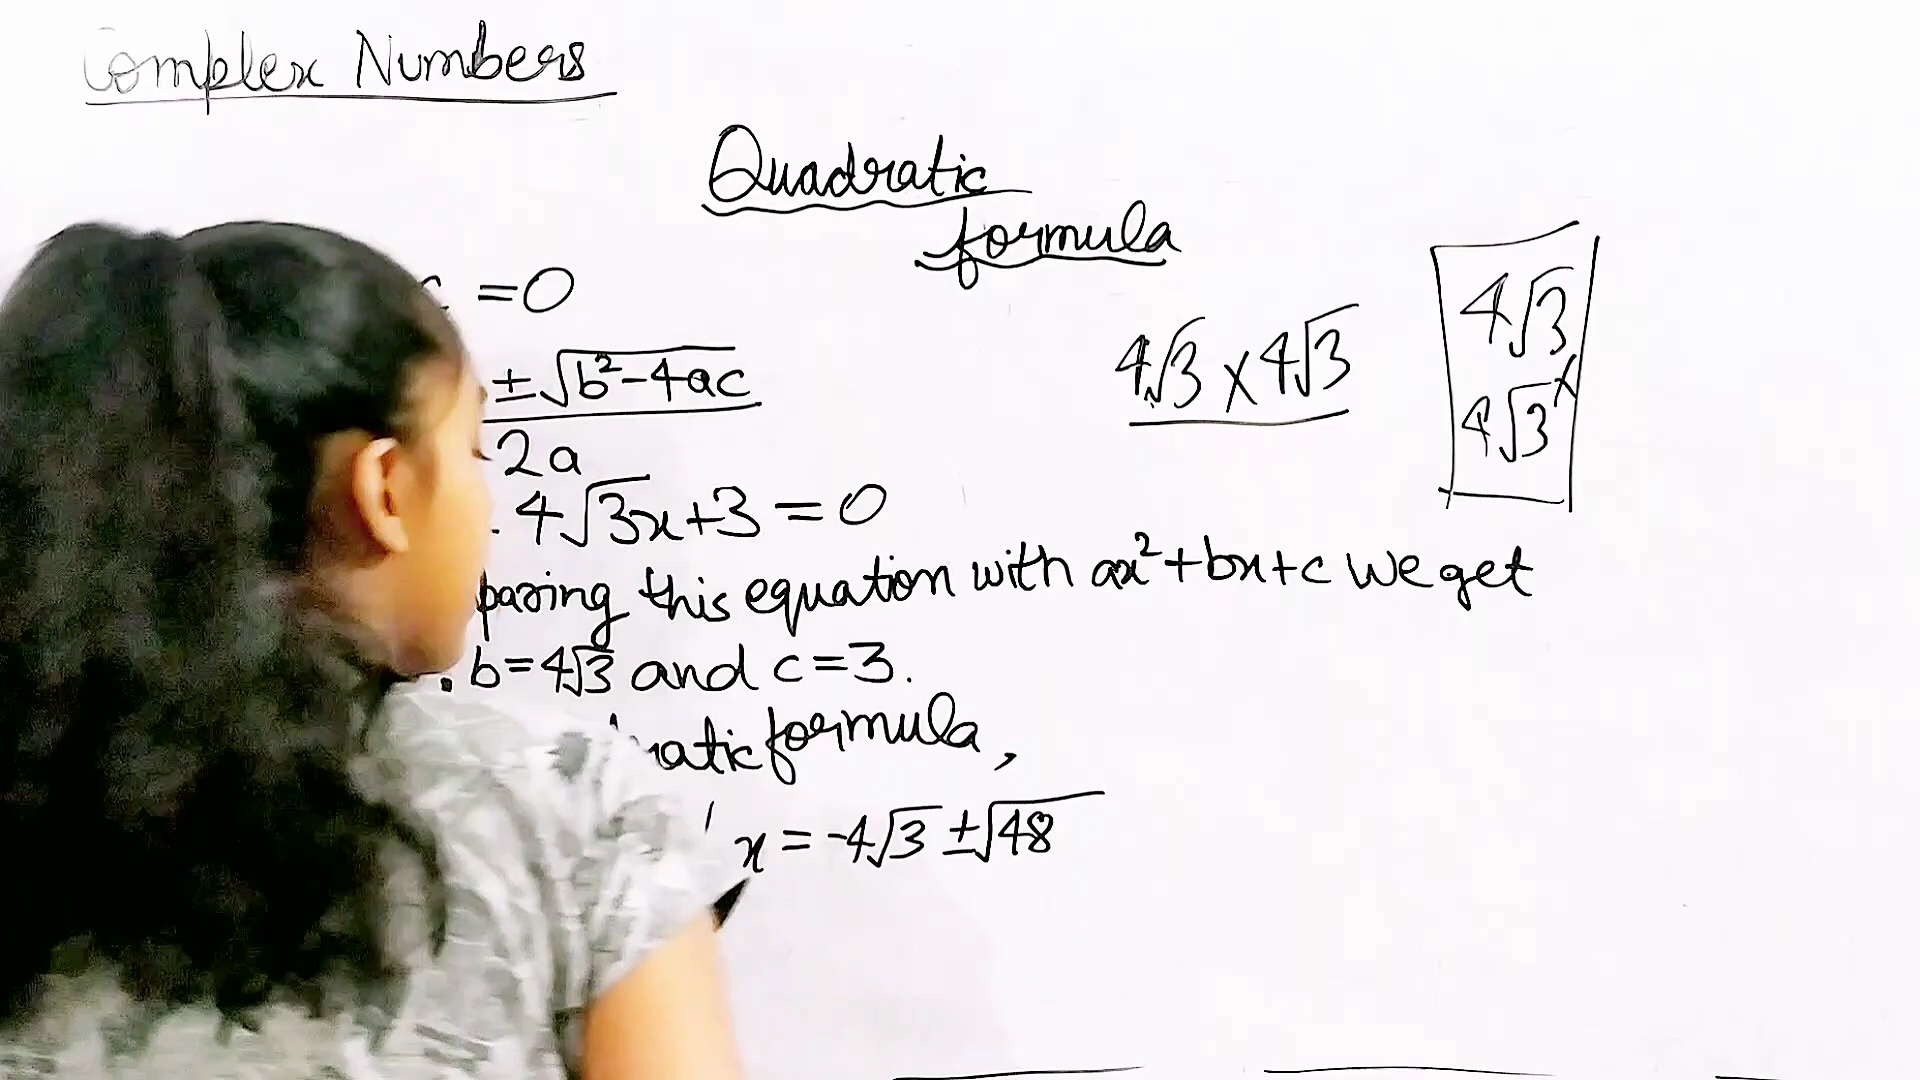 Complex Numbers
Quadratic
formula
=0
±√b²-4ac
2a
4√3 × 4√3
4√3
×
4√3
4√3x+3=0
paring this equation with ax²+bx+c we get
b=4√3 and c=3.
ratic formula,
x = -4√3 ±√48